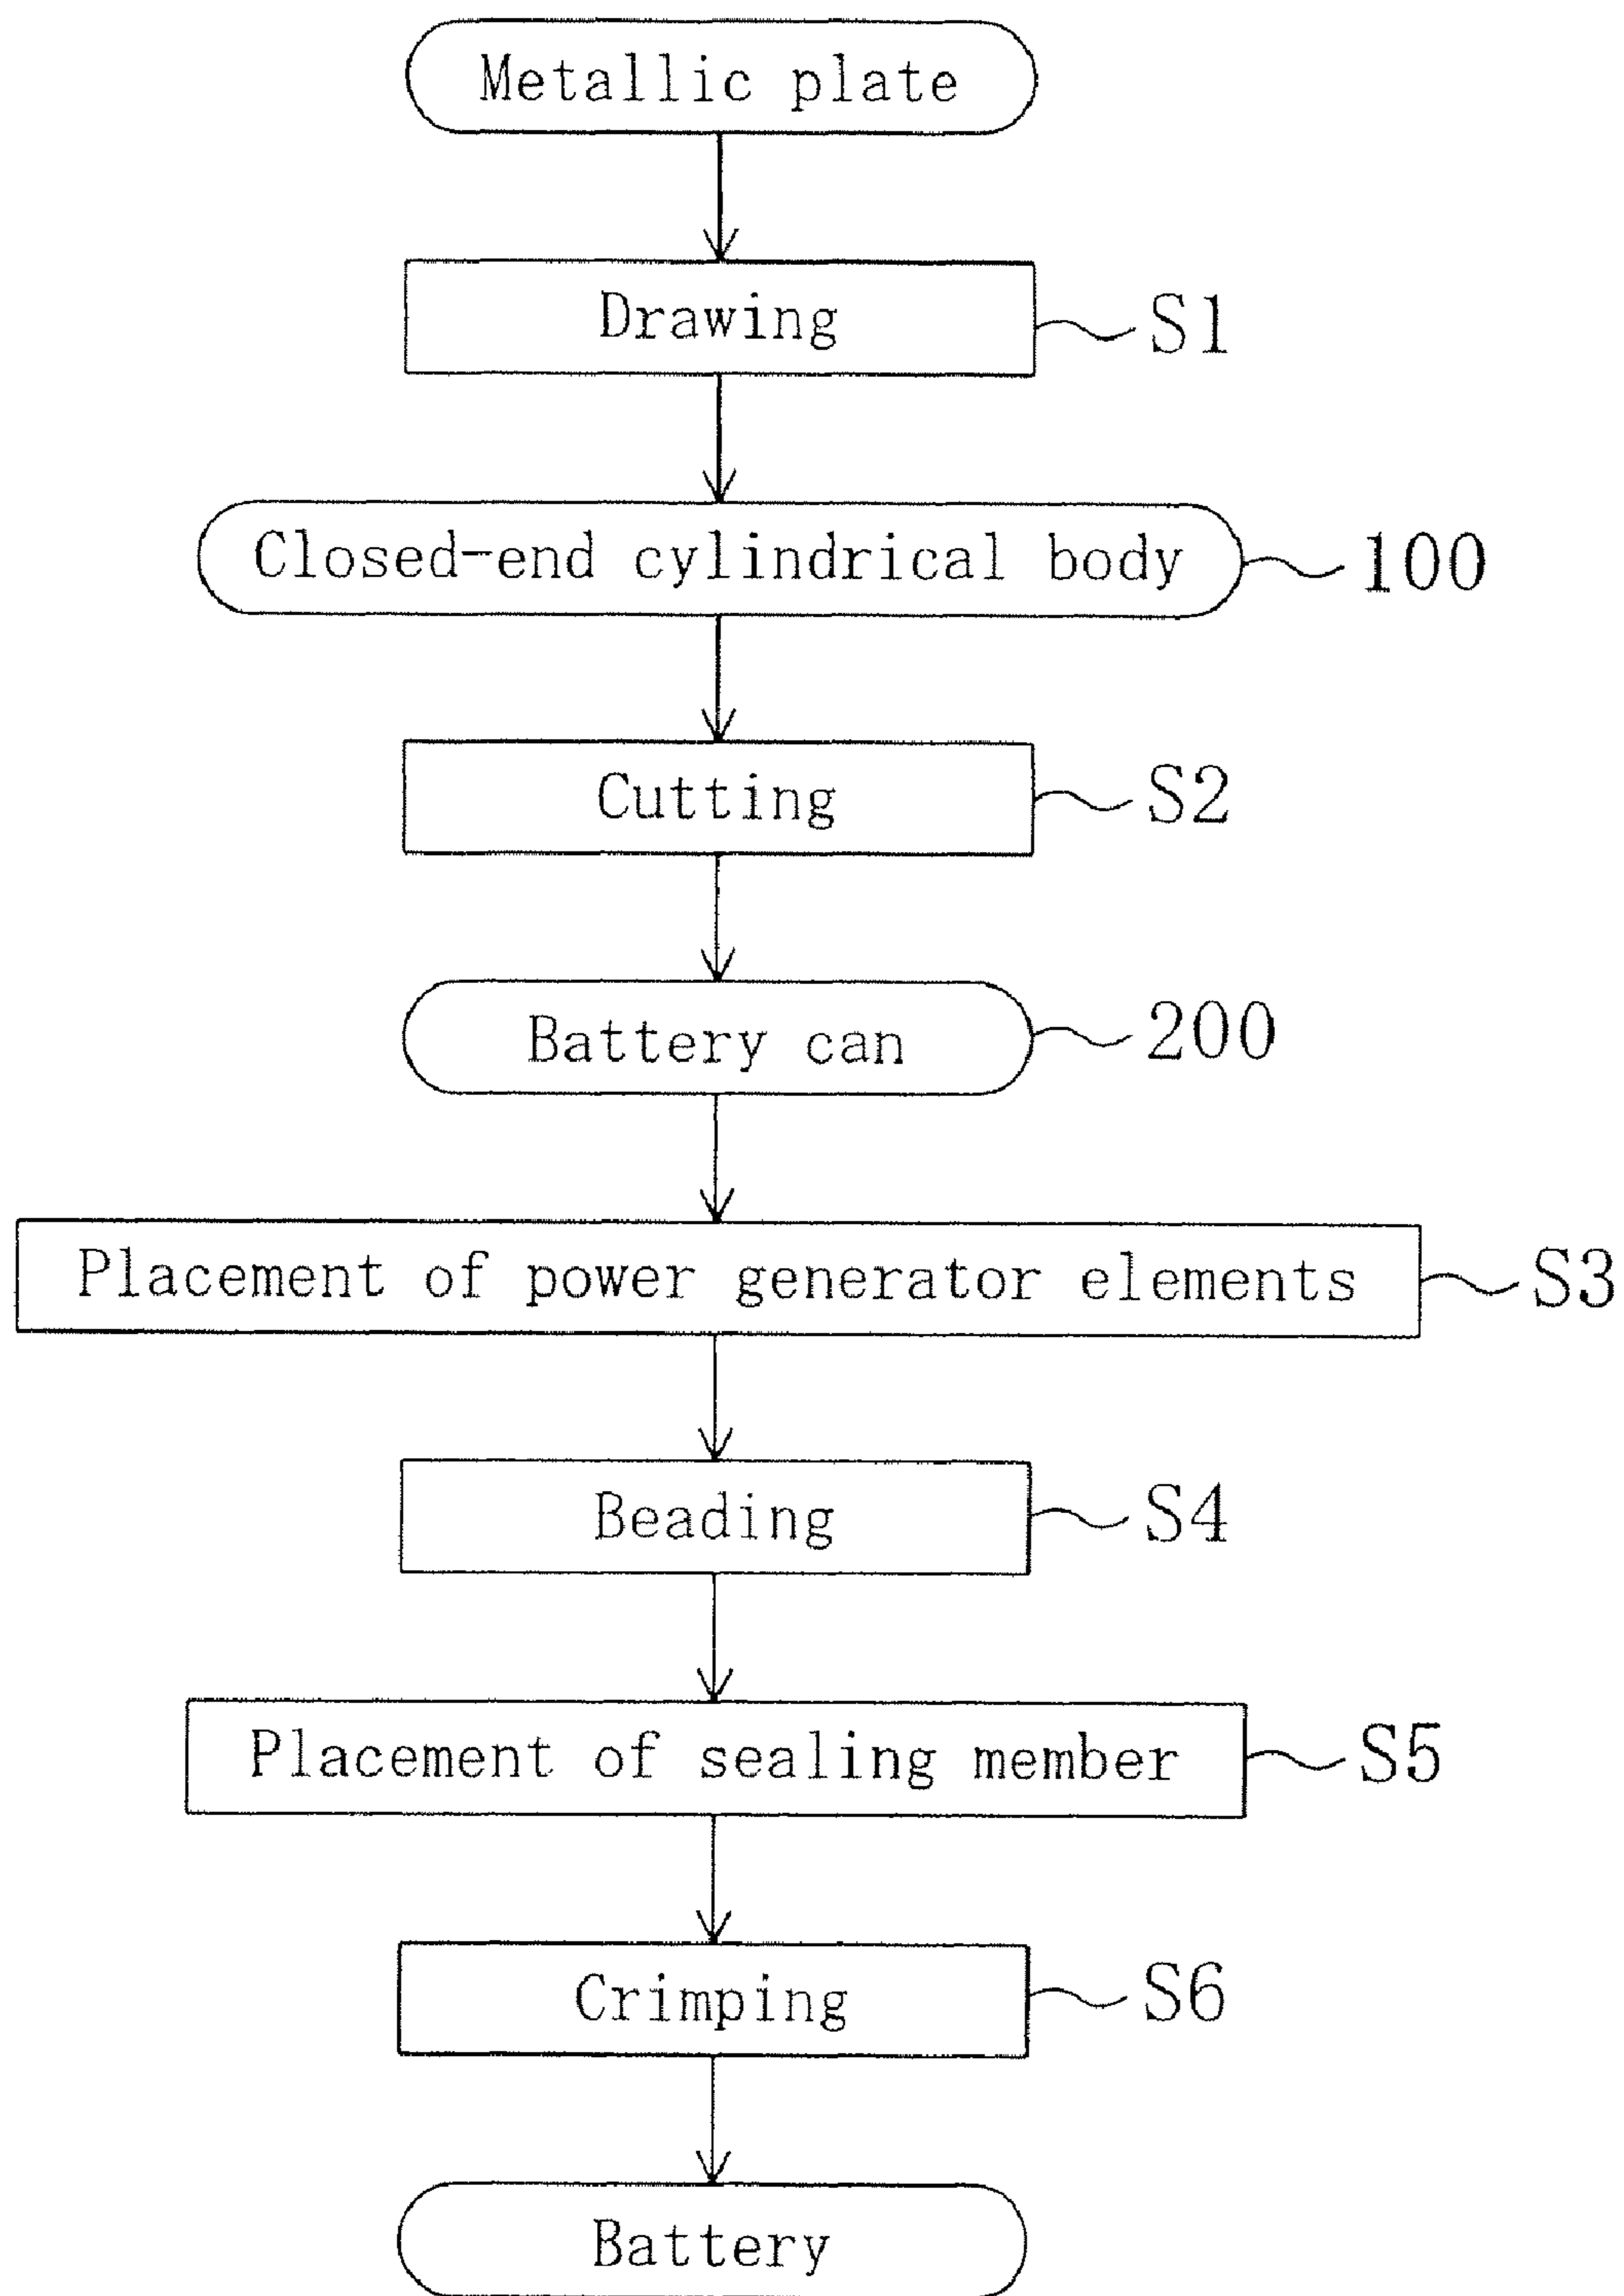 Metallic plate
Drawing
S1
Closed-end cylindrical body
100
Cutting
S2
Battery can
200
Placement of power generator elements
S3
Beading
S4
Placement of sealing member
S5
Crimping
S6
Battery